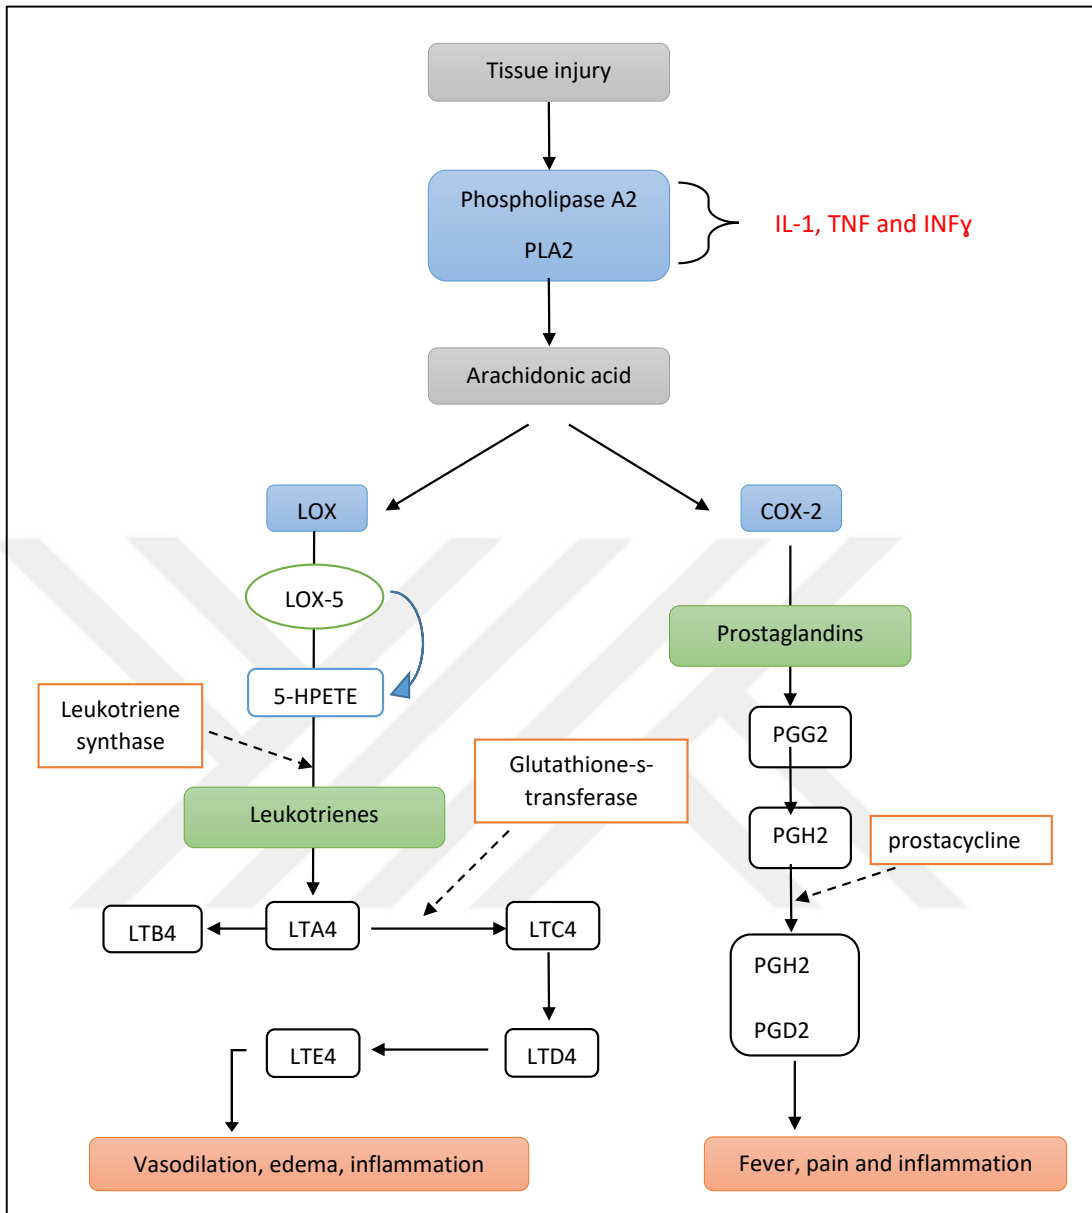 Tissue injury
Phospholipase A2
PLA2
IL-1, TNF and INFɣ
Arachidonic acid
LOX
COX-2
LOX-5
Prostaglandins
5-HPETE
Leukotriene
synthase
PGG2
Glutathione-s-
transferase
Leukotrienes
PGH2
prostacycline
LTB4
LTA4
LTC4
PGH2
PGD2
LTE4
LTD4
Vasodilation, edema, inflammation
Fever, pain and inflammation